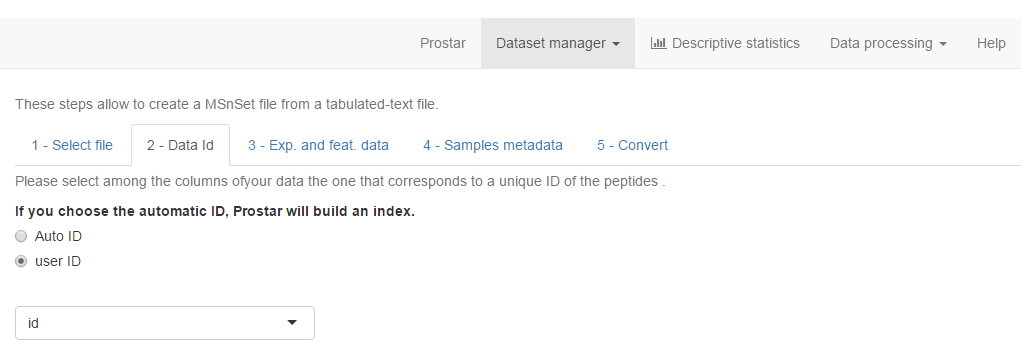 Prostar Dataset manager Descriptive statistics Data processing Help
These steps allow to create a MSnSet file from a tabulated-text file.
1 - Select file 2 - Data Id 3 - Exp. and feat. data 4 - Samples metadata 5 - Convert
Please select among the columns ofyour data the one that corresponds to a unique ID of the peptides .
If you choose the automatic ID, Prostar will build an index.
Auto ID
user ID
id